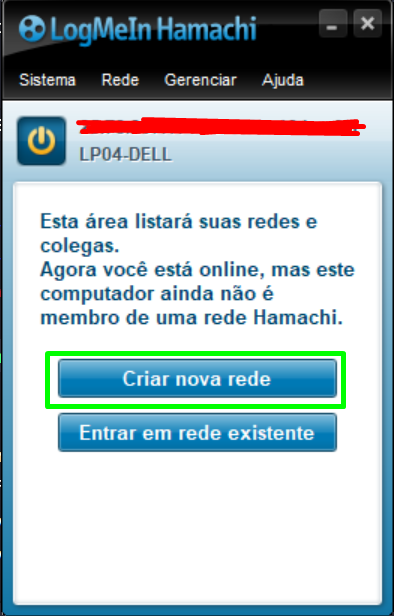 LogMeIn Hamachi
Sistema Rede Gerenciar Ajuda
LP04-DELL
Esta área listará suas redes e
colegas.
Agora você está online, mas este
computador ainda não é
membro de uma rede Hamachi.
Criar nova rede
Entrar em rede existente